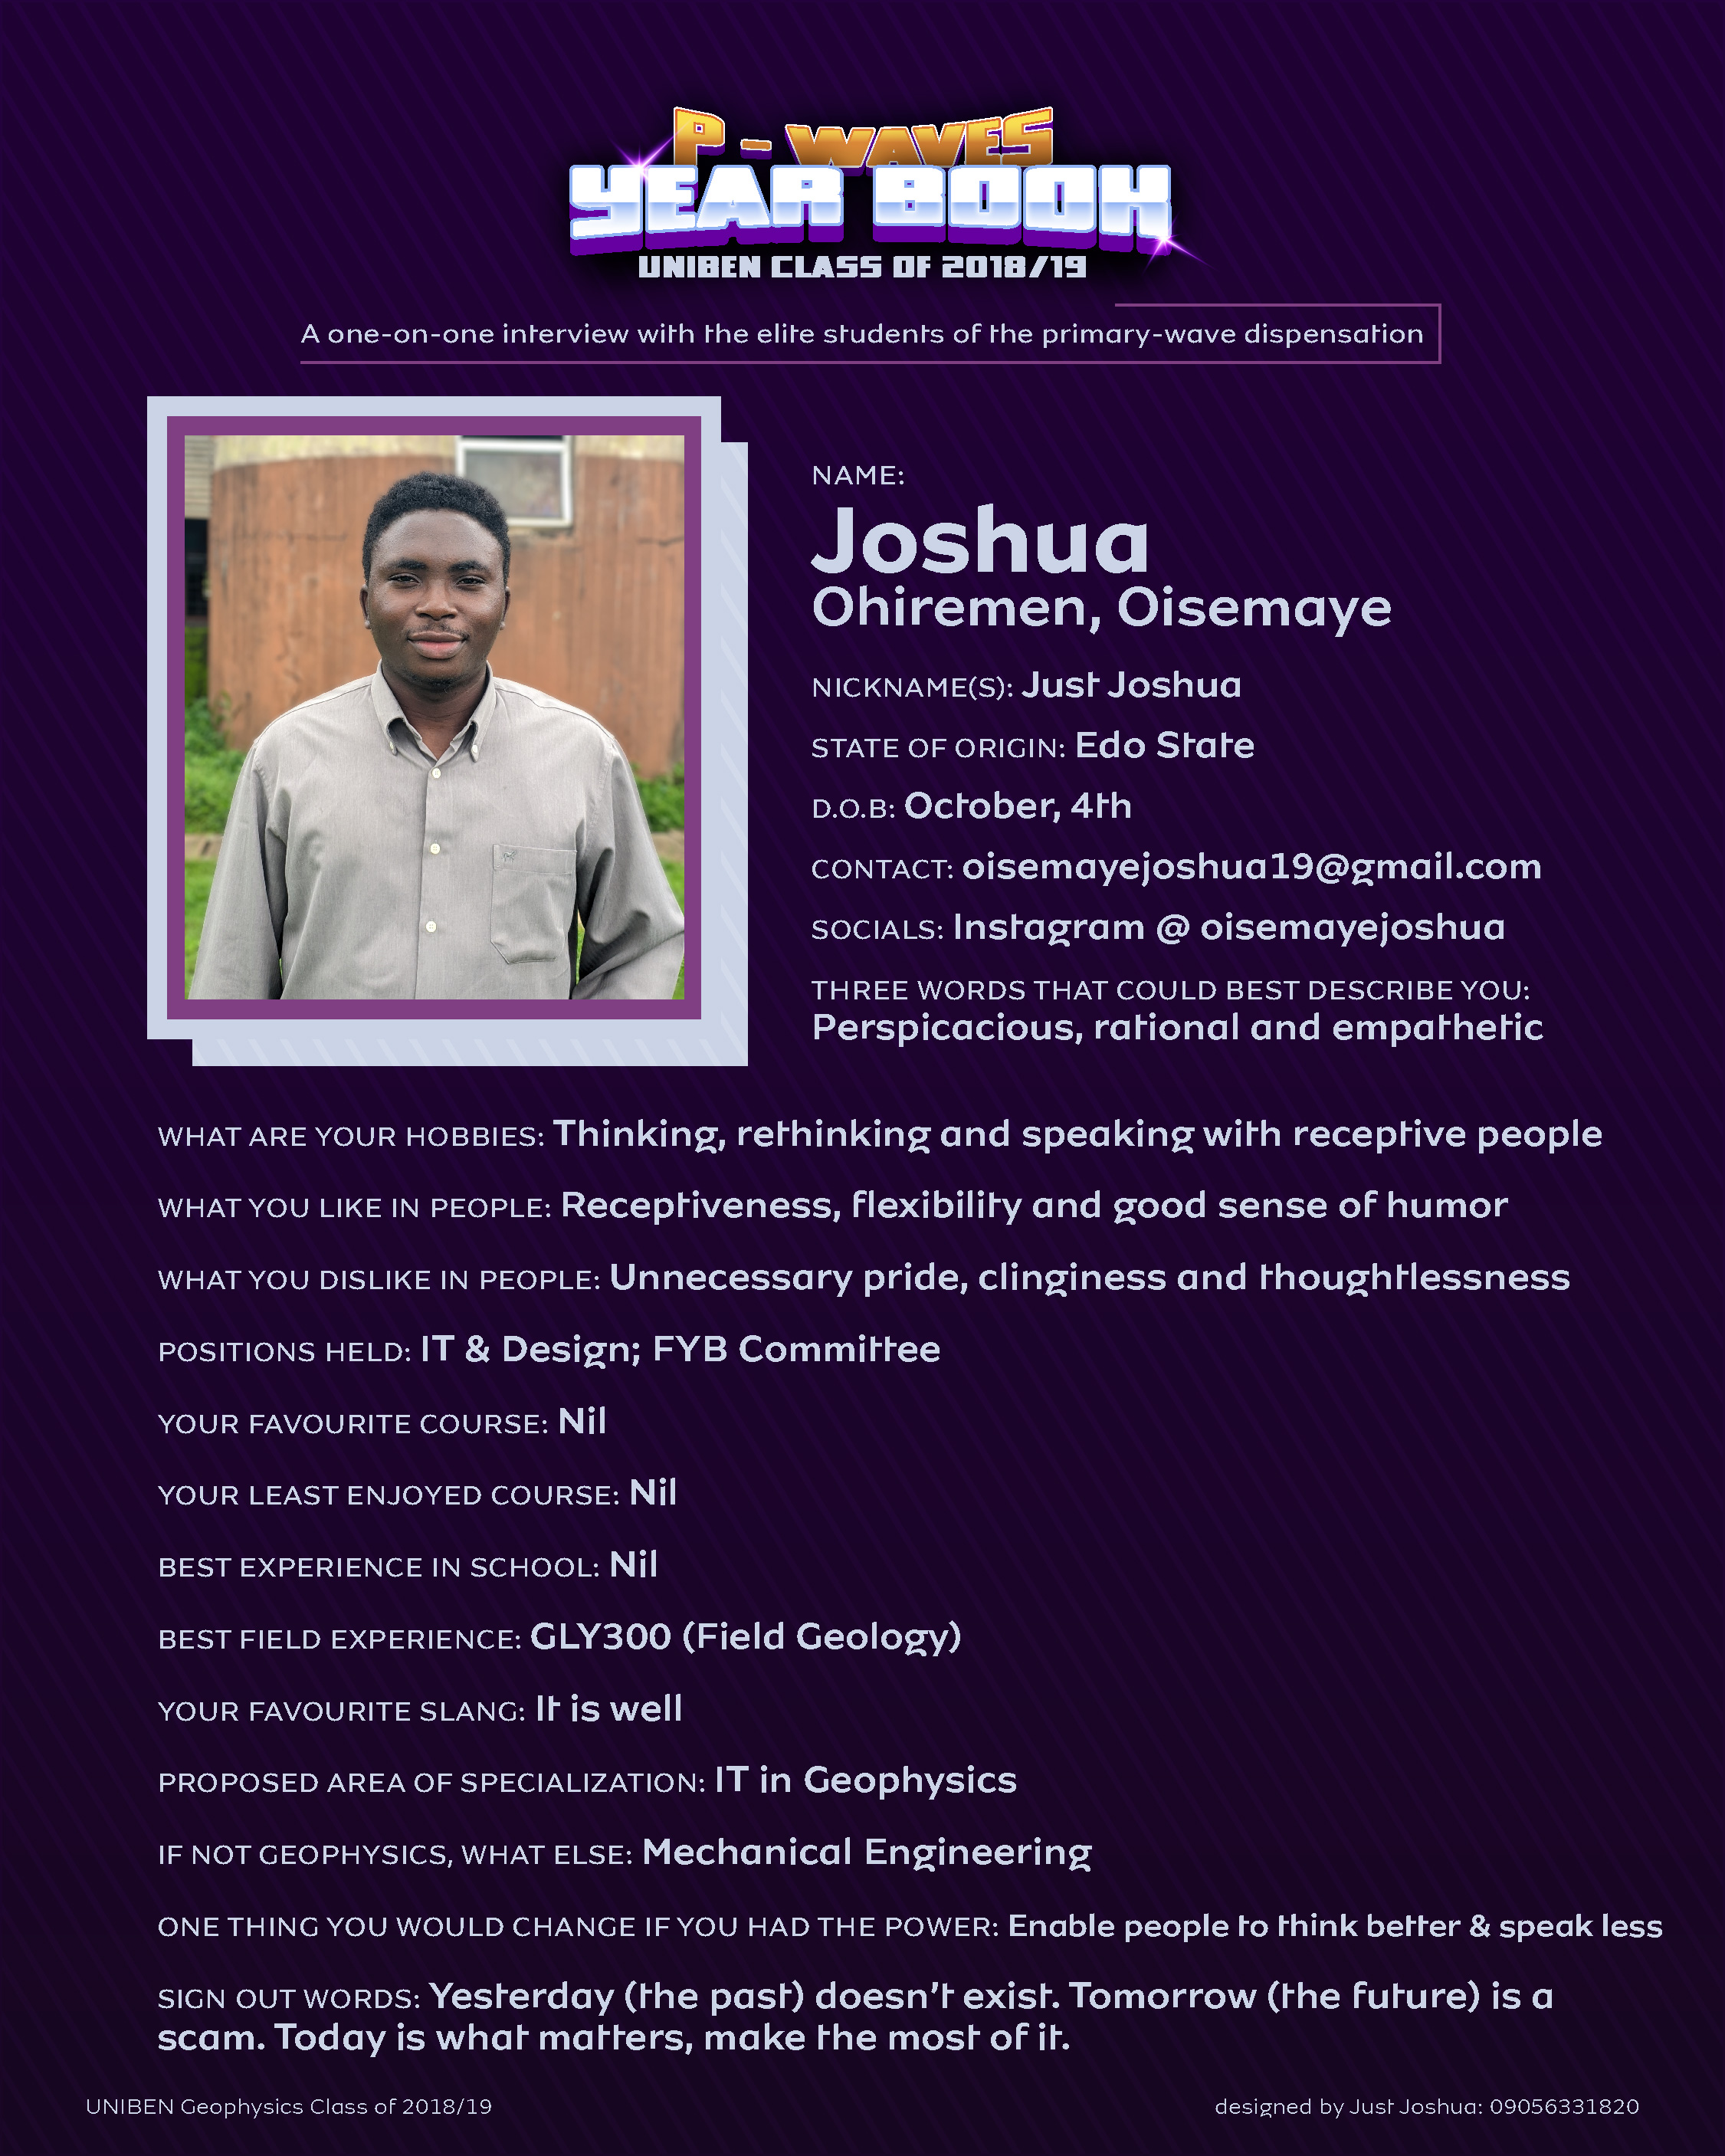 P - WAVES
YEAR BOOK
UNIBEN CLASS OF 2018/19
A one-on-one interview with the elite students of the primary-wave dispensation
NAME:
Joshua
Ohiremen, Oisemaye
NICKNAME(S): Just Joshua
STATE OF ORIGIN: Edo State
D.O.B: October, 4th
CONTACT: oisemayejoshua19@gmail.com
SOCIALS: Instagram @ oisemayejoshua
THREE WORDS THAT COULD BEST DESCRIBE YOU:
Perspicacious, rational and empathetic
WHAT ARE YOUR HOBBIES: Thinking, rethinking and speaking with receptive people
WHAT YOU LIKE IN PEOPLE: Receptiveness, flexibility and good sense of humor
WHAT YOU DISLIKE IN PEOPLE: Unnecessary pride, clinginess and thoughtlessness
POSITIONS HELD: IT & Design; FYB Committee
YOUR FAVOURITE COURSE: Nil
YOUR LEAST ENJOYED COURSE: Nil
BEST EXPERIENCE IN SCHOOL: Nil
BEST FIELD EXPERIENCE: GLY300 (Field Geology)
YOUR FAVOURITE SLANG: It is well
PROPOSED AREA OF SPECIALIZATION: IT in Geophysics
IF NOT GEOPHYSICS, WHAT ELSE: Mechanical Engineering
ONE THING YOU WOULD CHANGE IF YOU HAD THE POWER: Enable people to think better & speak less
SIGN OUT WORDS: Yesterday (the past) doesn't exist. Tomorrow (the future) is a
scam. Today is what matters, make the most of it.
UNIBEN Geophysics Class of 2018/19
designed by Just Joshua: 09056331820